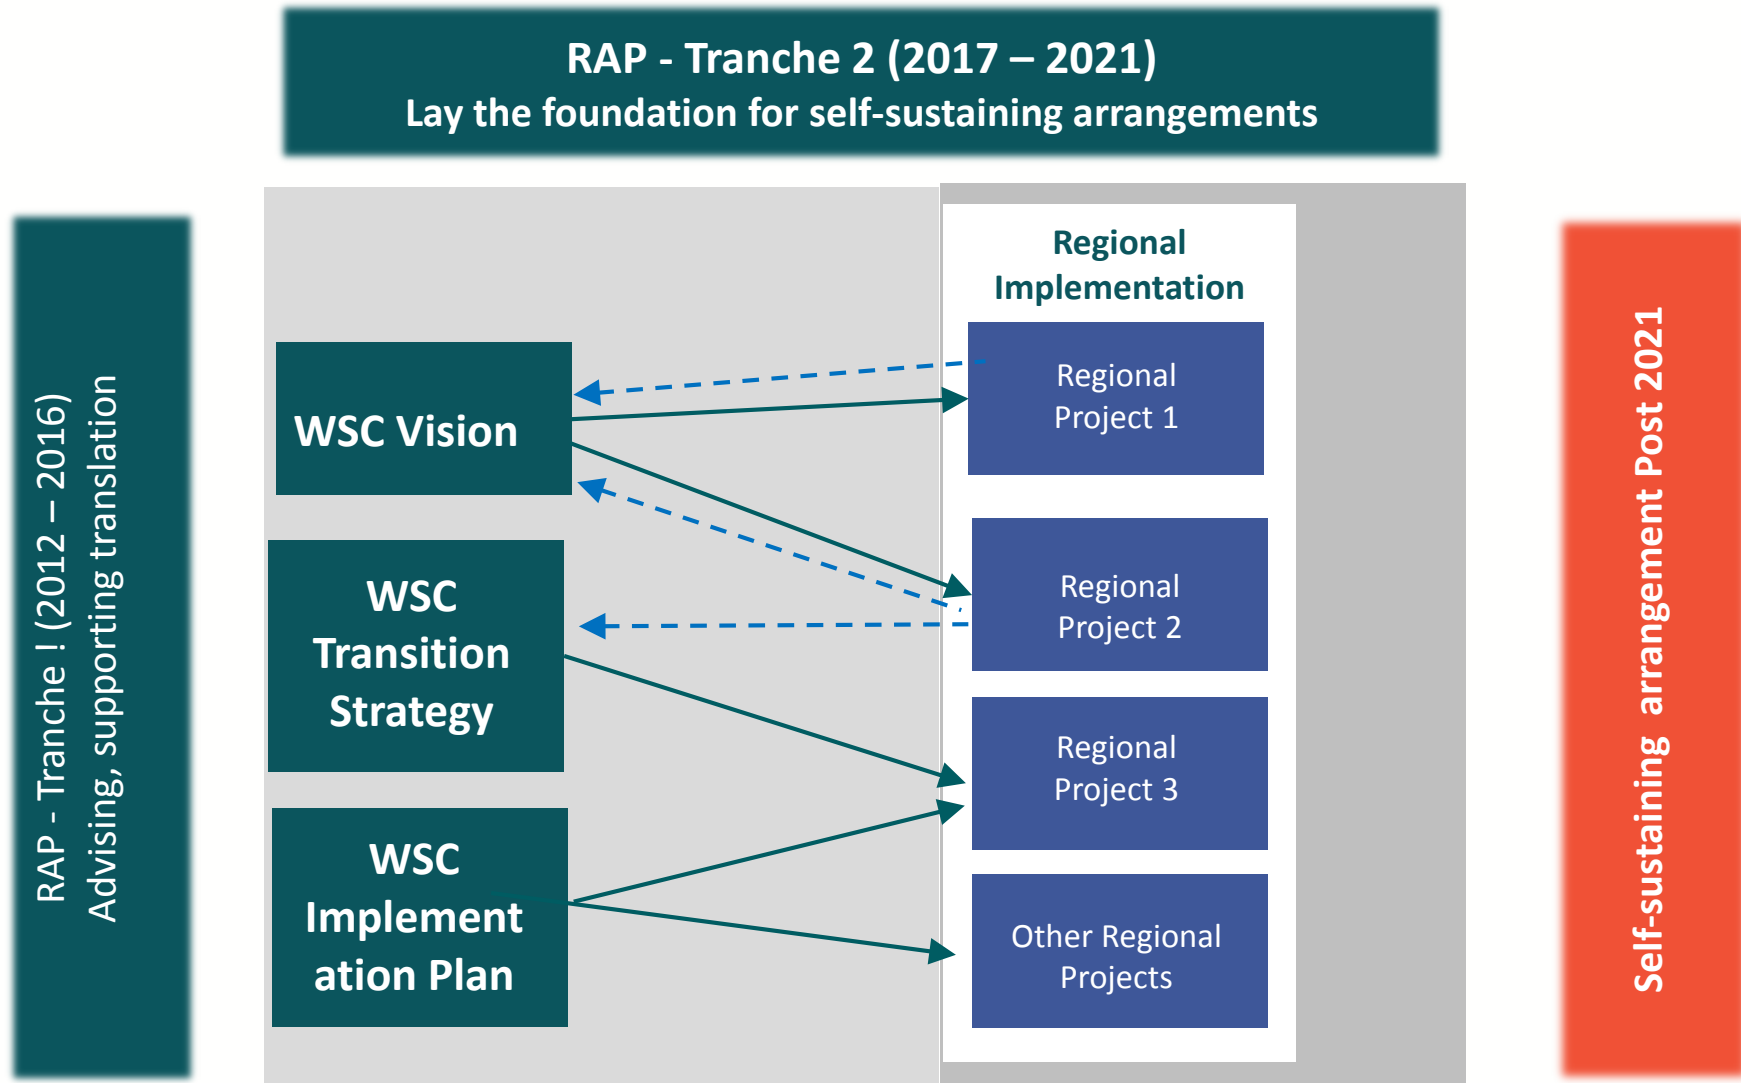 RAP - Tranche 2 (2017 – 2021)
Lay the foundation for self-sustaining arrangements
RAP - Tranche ! (2012 – 2016)
Advising, supporting translation
WSC Vision
WSC
Transition
Strategy
WSC
Implement
ation Plan
Regional
Implementation
Regional
Project 1
Regional
Project 2
Regional
Project 3
Other Regional
Projects
Self-sustaining arrangement Post 2021